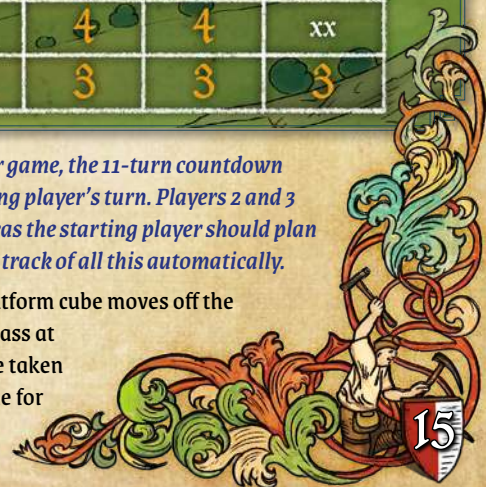 4 4 xx
3 3 3
r game, the 11-turn countdown
ng player's turn. Players 2 and 3
as the starting player should plan
track of all this automatically.
tform cube moves off the
ass at
e taken
e for
15